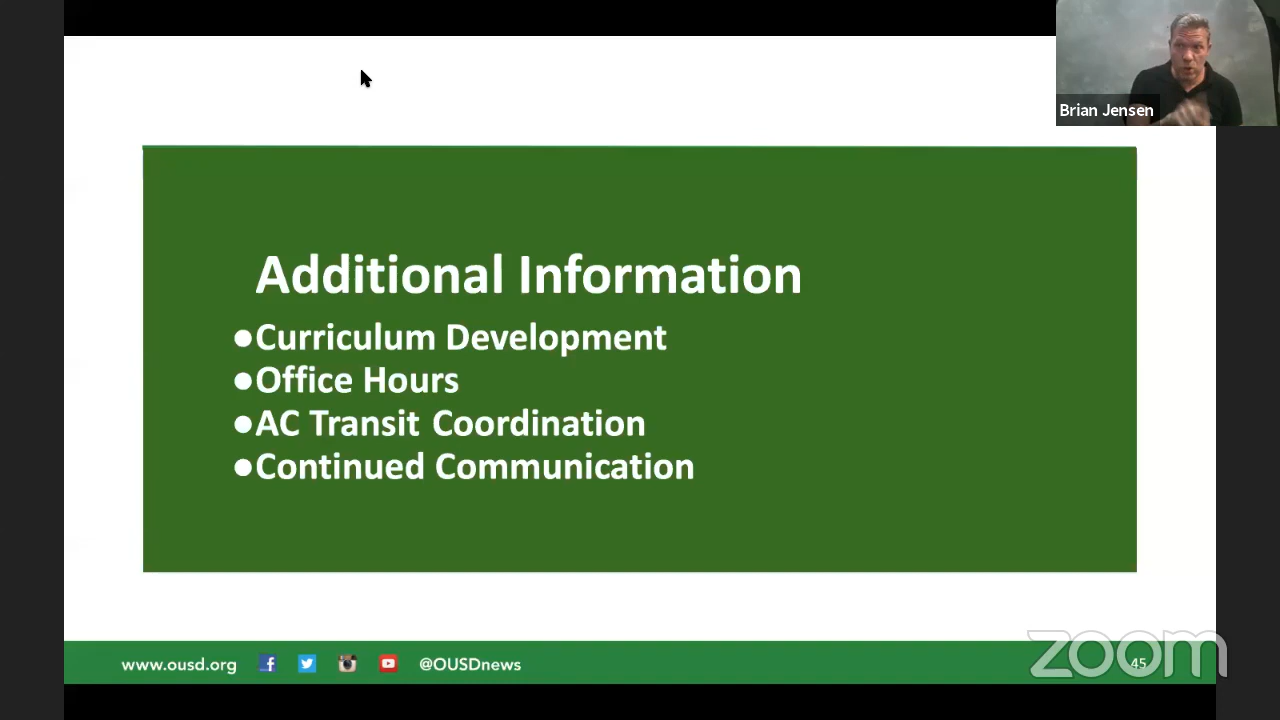 Brian Jensen
Additional Information
●Curriculum Development
●Office Hours
●AC Transit Coordination
●Continued Communication
www.ousd.org @OUSDnews
45
zoom